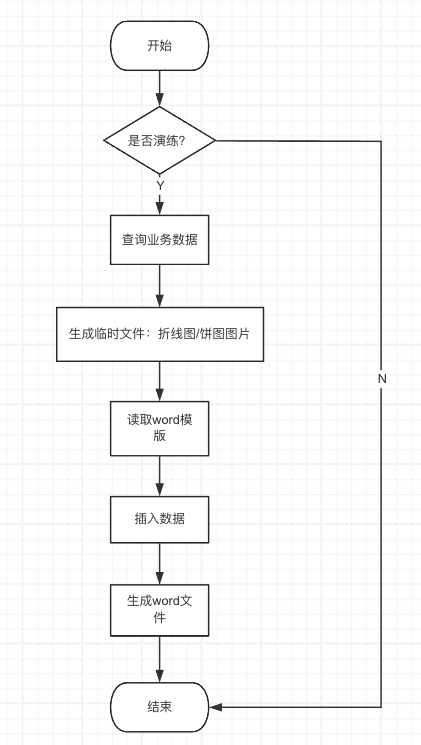 开始
是否演练?
Y
查询业务数据
生成临时文件：折线图/饼图图片
N
读取word模
版
插入数据
生成word文
件
结束